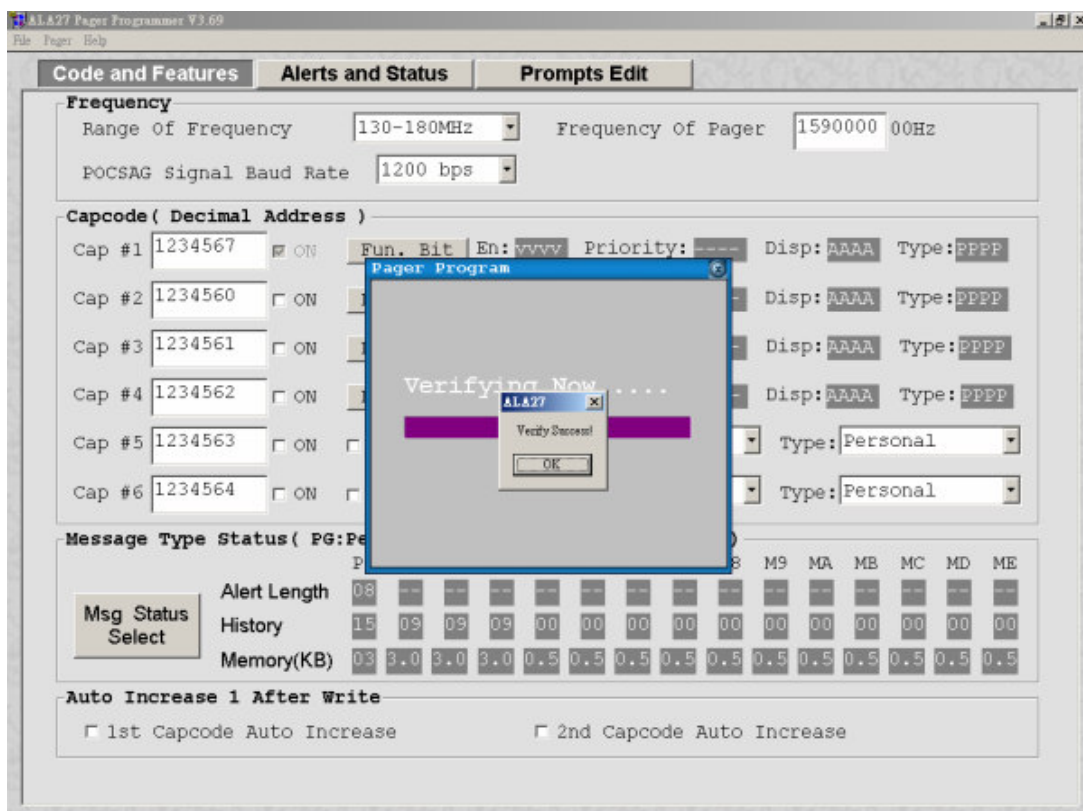 ALA27 Pager Programmer V3.69
File Pager Help
Code and Features Alerts and Status Prompts Edit
Frequency
Range Of Frequency 130-180MHz Frequency Of Pager 1590000 00Hz
POCSAG Signal Baud Rate 1200 bps
Capcode( Decimal Address )
Cap #1 1234567 ON Fun. Bit En: vvvv Priority: ---- Disp: AAAA Type: PPPP
Pager Program
Cap #2 1234560 ON Disp: AAAA Type: PPPP
Cap #3 1234561 ON Disp: AAAA Type: PPPP
Verifying Now ....
Cap #4 1234562 ON Disp: AAAA Type: PPPP
ALA27
Verify Success!
OK
Cap #5 1234563 ON Type: Personal
Cap #6 1234564 ON Type: Personal
Message Type Status( PG:Pe )
P 8 M9 MA MB MC MD ME
Msg Status Select
Alert Length 08 -- -- -- -- -- -- -- -- -- -- -- -- -- --
History 15 09 09 09 00 00 00 00 00 00 00 00 00 00 00
Memory(KB) 03 3.0 3.0 3.0 0.5 0.5 0.5 0.5 0.5 0.5 0.5 0.5 0.5 0.5 0.5
Auto Increase 1 After Write
1st Capcode Auto Increase 2nd Capcode Auto Increase